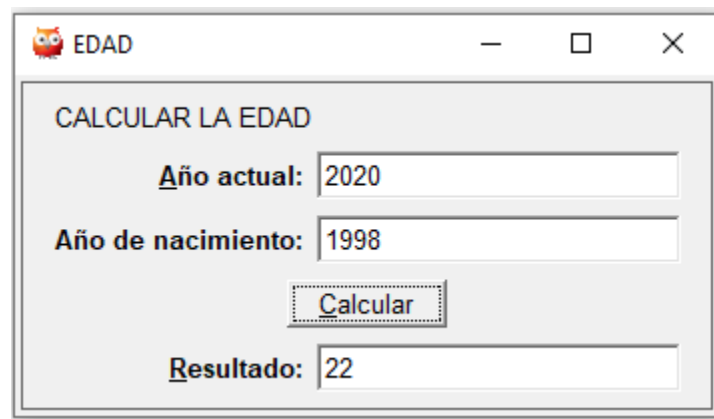 EDAD
CALCULAR LA EDAD
Año actual: 2020
Año de nacimiento: 1998
Calcular
Resultado: 22